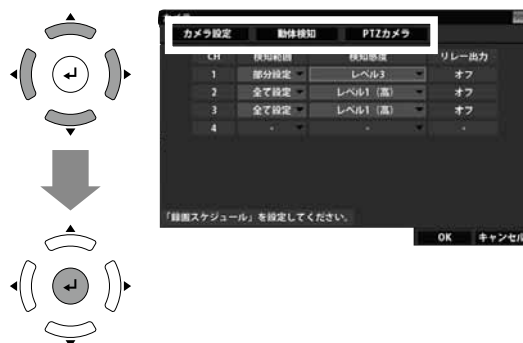 カメラ設定 動体検知 PTZカメラ
CH 検知範囲 検知感度 リレー出力
1 部分設定 レベル3 オフ
2 全て設定 レベル1（高） オフ
3 全て設定 レベル1（高） オフ
4 - - -
「録画スケジュール」を設定してください。
OK キャンセル